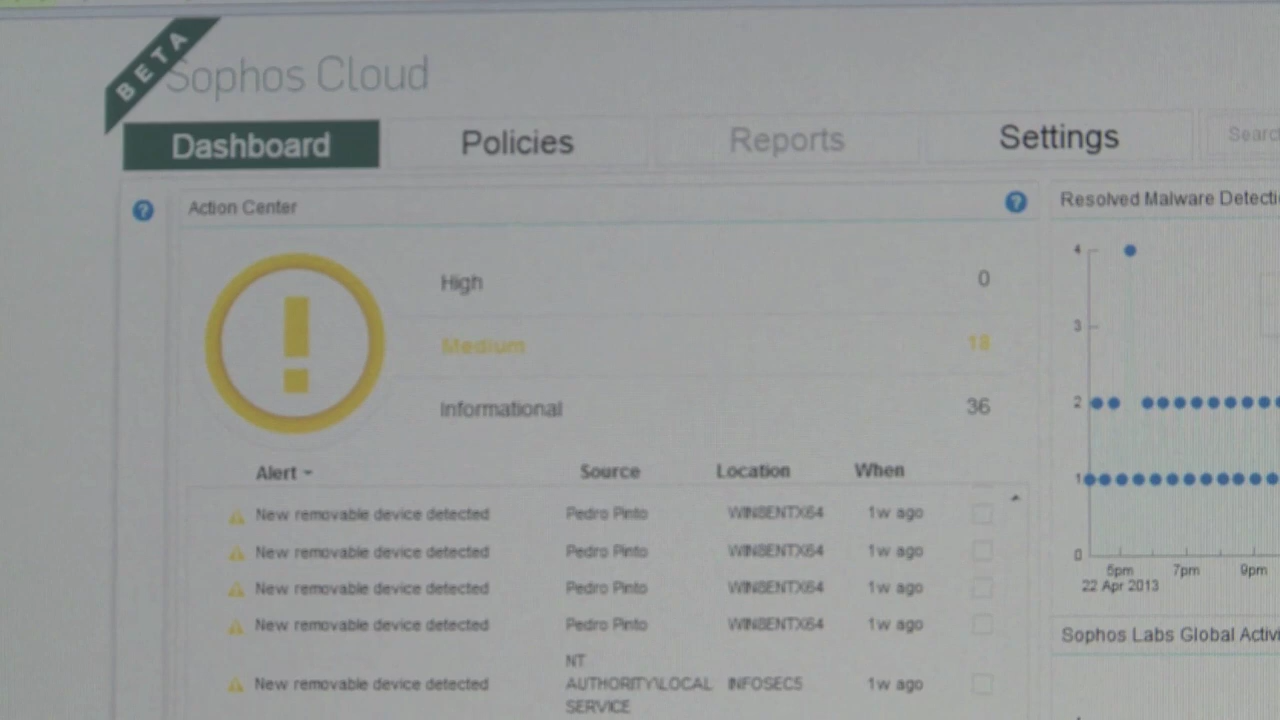 BETA
Sophos Cloud
Dashboard Policies Reports Settings Searc
Action Center
Resolved Malware Detecti
High 0
Medium 18
Informational 36
Alert Source Location When
New removable device detected Pedro Pinto WIN8ENTX64 1w ago
New removable device detected Pedro Pinto WIN8ENTX64 1w ago
New removable device detected Pedro Pinto WIN8ENTX64 1w ago
New removable device detected Pedro Pinto WIN8ENTX64 1w ago
New removable device detected NT AUTHORITY\LOCAL SERVICE INFOSEC5 1w ago
4
3
2
1
0
5pm 7pm 9pm
22 Apr 2013
Sophos Labs Global Activi